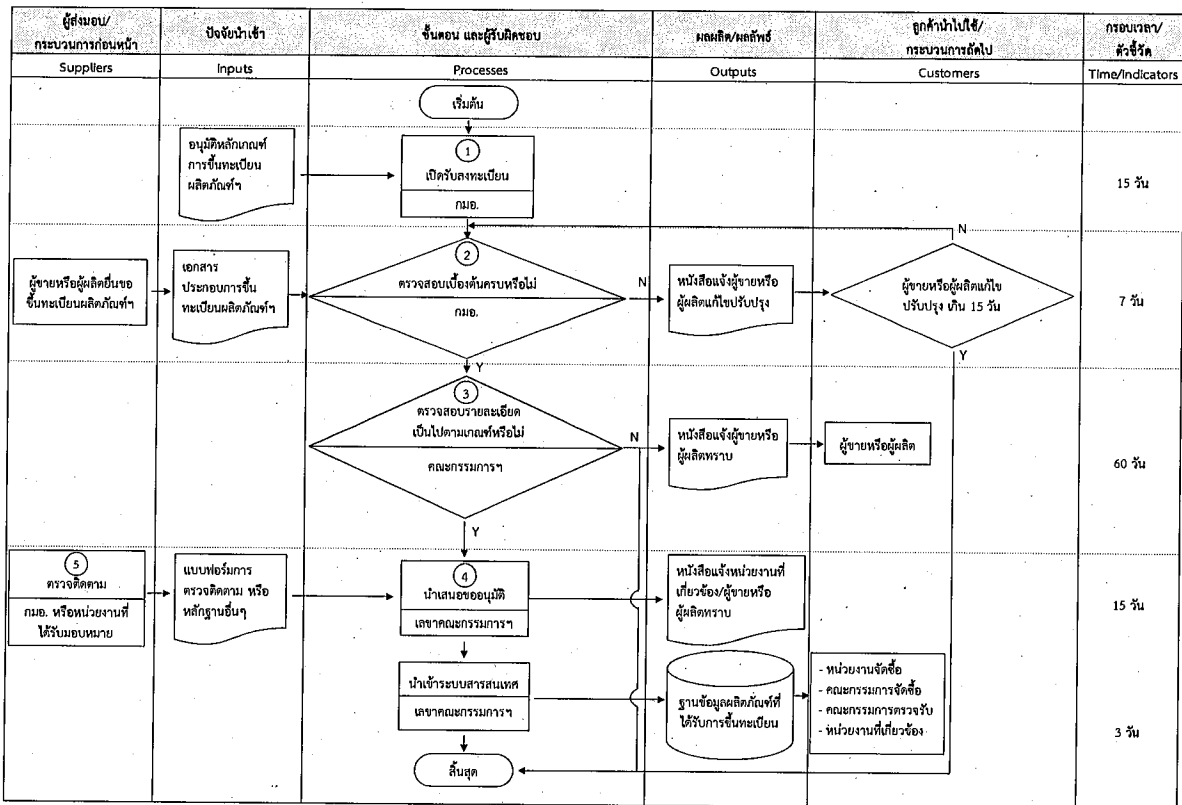 ผู้ส่งมอบ/
กระบวนการก่อนหน้า
ปัจจัยนำเข้า
ขั้นตอน และผู้รับผิดชอบ
ผลผลิต/ผลลัพธ์
ลูกค้านำไปใช้/
กระบวนการถัดไป
กรอบเวลา/
ตัวชี้วัด
Suppliers
Inputs
Processes
Outputs
Customers
Time/Indicators
เริ่มต้น
อนุมัติหลักเกณฑ์
การขึ้นทะเบียน
ผลิตภัณฑ์ฯ
1
เปิดรับลงทะเบียน
กมอ.
15 วัน
N
ผู้ขายหรือผู้ผลิตยื่นขอ
ขึ้นทะเบียนผลิตภัณฑ์ฯ
เอกสาร
ประกอบการขึ้น
ทะเบียนผลิตภัณฑ์ฯ
2
ตรวจสอบเบื้องต้นครบหรือไม่
กมอ.
N
หนังสือแจ้งผู้ขายหรือ
ผู้ผลิตแก้ไขปรับปรุง
ผู้ขายหรือผู้ผลิตแก้ไข
ปรับปรุง เกิน 15 วัน
7 วัน
Y
Y
3
ตรวจสอบรายละเอียด
เป็นไปตามเกณฑ์หรือไม่
คณะกรรมการฯ
N
หนังสือแจ้งผู้ขายหรือ
ผู้ผลิตทราบ
ผู้ขายหรือผู้ผลิต
60 วัน
Y
5
ตรวจติดตาม
กมอ. หรือหน่วยงานที่
ได้รับมอบหมาย
แบบฟอร์มการ
ตรวจติดตาม หรือ
หลักฐานอื่นๆ
4
นำเสนอขออนุมัติ
เลขาคณะกรรมการฯ
หนังสือแจ้งหน่วยงานที่
เกี่ยวข้อง/ผู้ขายหรือ
ผู้ผลิตทราบ
15 วัน
นำเข้าระบบสารสนเทศ
เลขาคณะกรรมการฯ
ฐานข้อมูลผลิตภัณฑ์ที่
ได้รับการขึ้นทะเบียน
- หน่วยงานจัดซื้อ
- คณะกรรมการจัดซื้อ
- คณะกรรมการตรวจรับ
- หน่วยงานที่เกี่ยวข้อง
3 วัน
สิ้นสุด